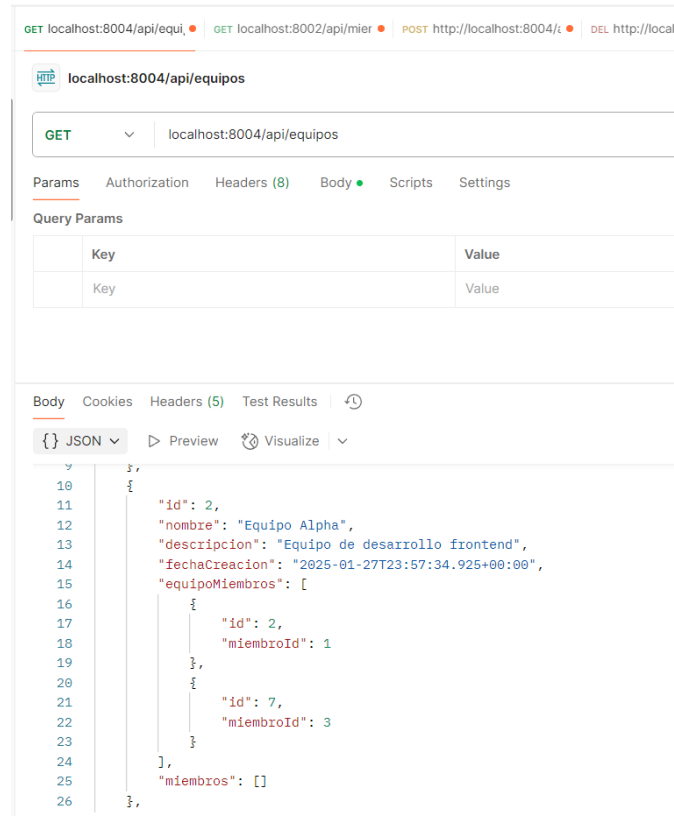 GET localhost:8004/api/equi GET localhost:8002/api/mier POST http://localhost:8004/a DEL http://local
HTTP localhost:8004/api/equipos
GET localhost:8004/api/equipos
Params Authorization Headers (8) Body Scripts Settings
Query Params
Key Value
Key Value
Body Cookies Headers (5) Test Results
{} JSON Preview Visualize
9 },
10 {
11 "id": 2,
12 "nombre": "Equipo Alpha",
13 "descripcion": "Equipo de desarrollo frontend",
14 "fechaCreacion": "2025-01-27T23:57:34.925+00:00",
15 "equipoMiembros": [
16 {
17 "id": 2,
18 "miembroId": 1
19 },
20 {
21 "id": 7,
22 "miembroId": 3
23 }
24 ],
25 "miembros": []
26 },